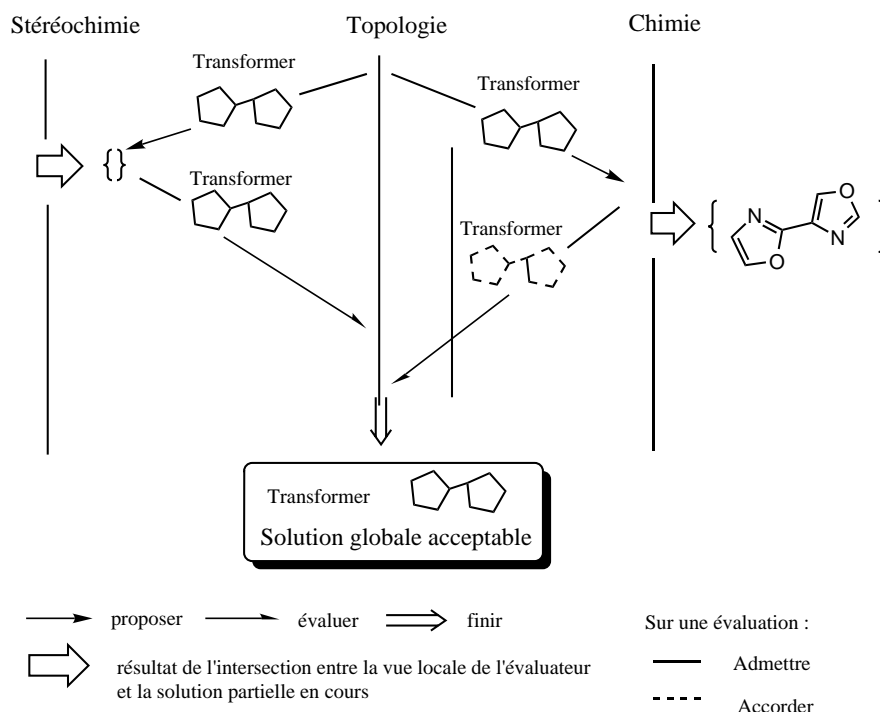 Stéréochimie
Topologie
Chimie
Transformer
Transformer
{}
Transformer
Transformer
{ N O O N }
Transformer
Solution globale acceptable
proposer
évaluer
finir
Sur une évaluation :
résultat de l'intersection entre la vue locale de l'évaluateur
et la solution partielle en cours
Admettre
Accorder